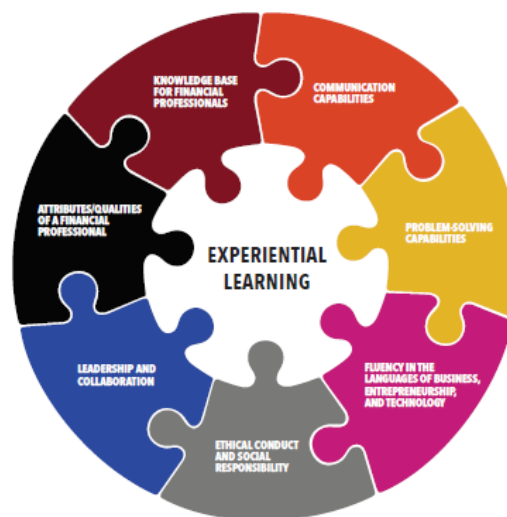 KNOWLEDGE BASE
FOR FINANCIAL
PROFESSIONALS
COMMUNICATION
CAPABILITIES
PROBLEM-SOLVING
CAPABILITIES
FLUENCY IN THE
LANGUAGES OF BUSINESS,
ENTREPRENEURSHIP,
AND TECHNOLOGY
ETHICAL CONDUCT
AND SOCIAL
RESPONSIBILITY
LEADERSHIP AND
COLLABORATION
ATTRIBUTES/QUALITIES
OF A FINANCIAL
PROFESSIONAL
EXPERIENTIAL
LEARNING